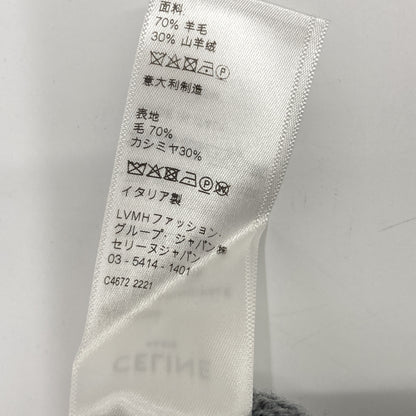 面料
70% 羊毛
30% 山羊绒
意大利制造
表地
毛 70%
カシミヤ30%
イタリア製
LVMHファッション・
グループ・ジャパン㈱
セリーヌジャパン
03 - 5414 - 1401
C4672 2221
CELINE